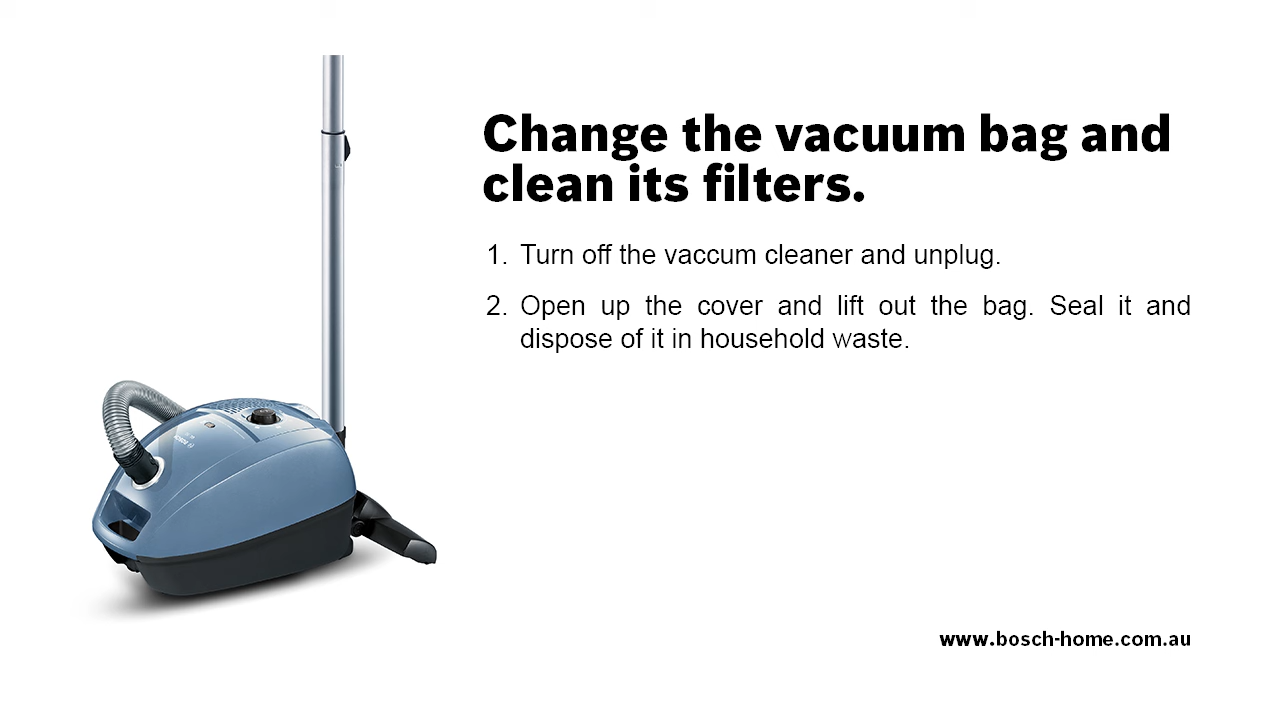 Change the vacuum bag and
clean its filters.
1. Turn off the vaccum cleaner and unplug.
2. Open up the cover and lift out the bag. Seal it and
dispose of it in household waste.
www.bosch-home.com.au